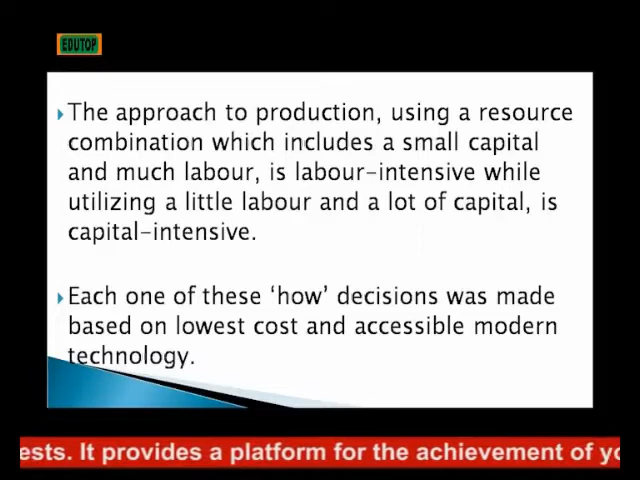 EDUTOP
The approach to production, using a resource
combination which includes a small capital
and much labour, is labour-intensive while
utilizing a little labour and a lot of capital, is
capital-intensive.
Each one of these ‘how’ decisions was made
based on lowest cost and accessible modern
technology.
ests. It provides a platform for the achievement of yo